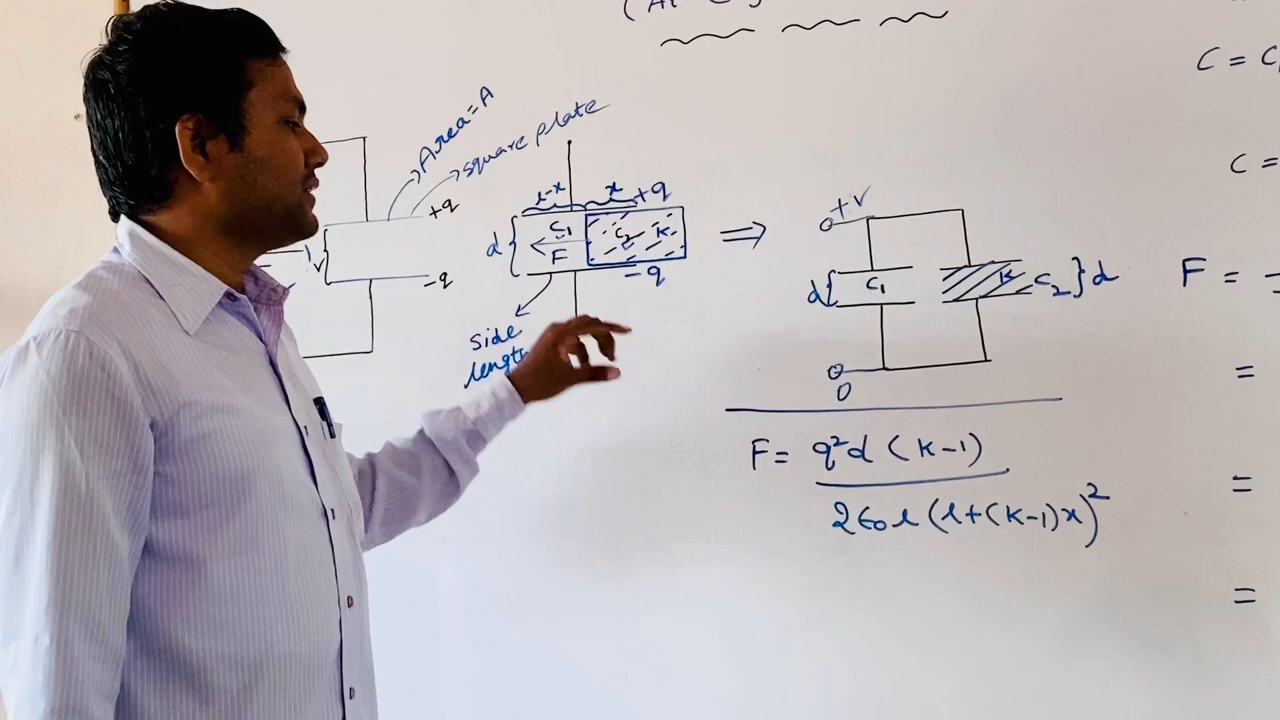 Area = A
square plate
+q
-q
V
l-x
x
+q
d
C1
C2
K
F
-q
side
length
⇒
+V
d
C1
K
C2
d
0
F = q²d (K-1)
2ϵ0l (l+(K-1)x)²
C = C
C =
F =
=
=
=